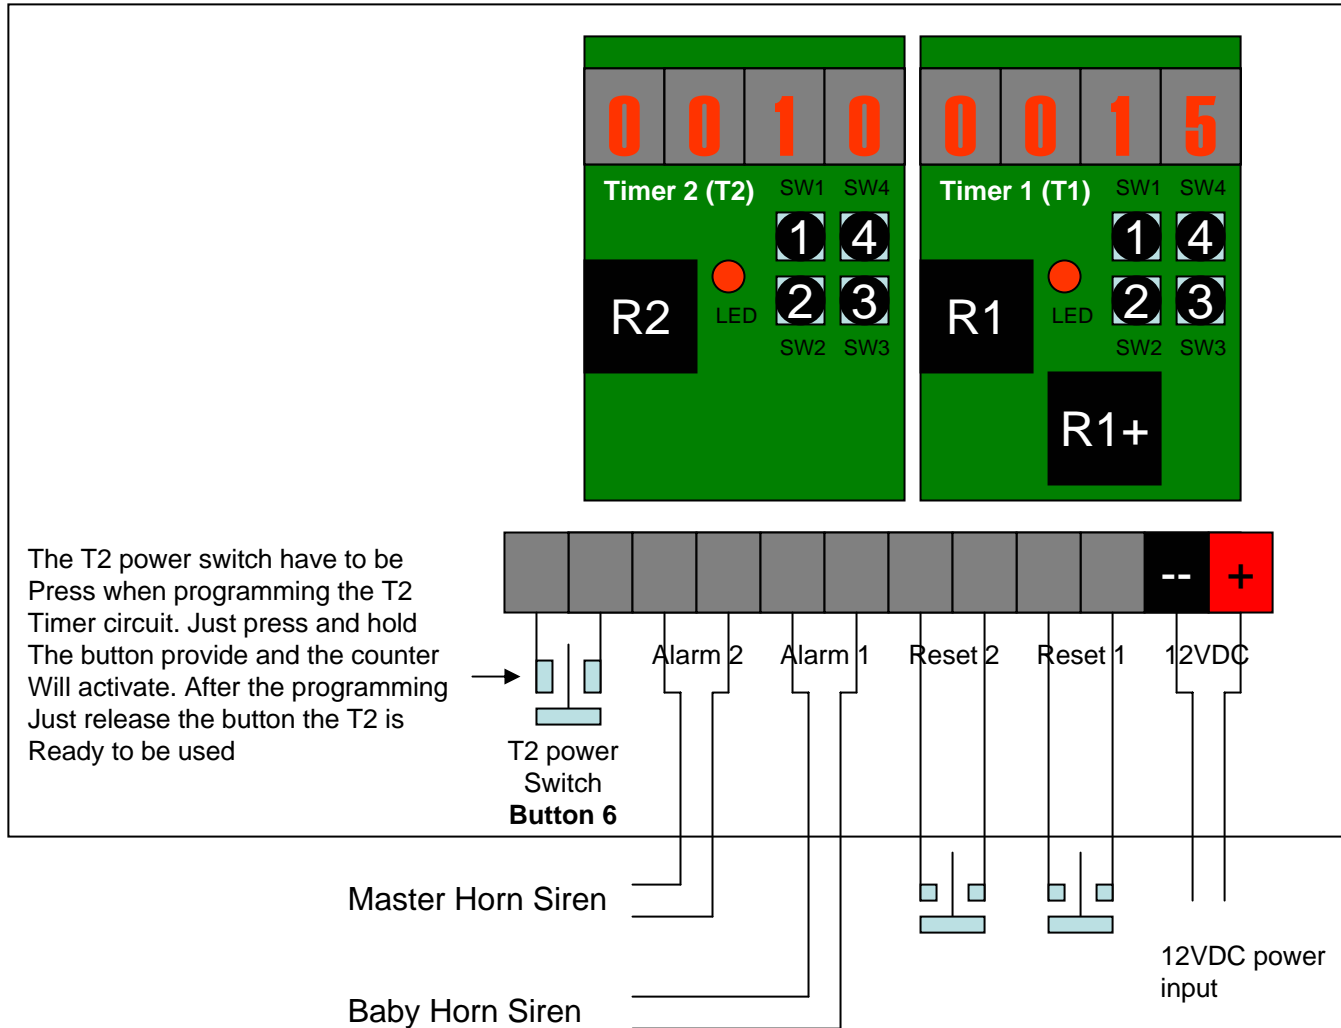 0 0 1 0
0 0 1 5
Timer 2 (T2)
SW1 SW4
1 4
R2
LED
2 3
SW2 SW3
Timer 1 (T1)
SW1 SW4
1 4
R1
LED
2 3
SW2 SW3
R1+
-- +
The T2 power switch have to be
Press when programming the T2
Timer circuit. Just press and hold
The button provide and the counter
Will activate. After the programming
Just release the button the T2 is
Ready to be used
Alarm 2
Alarm 1
Reset 2
Reset 1
12VDC
T2 power
Switch
Button 6
Master Horn Siren
Baby Horn Siren
12VDC power
input